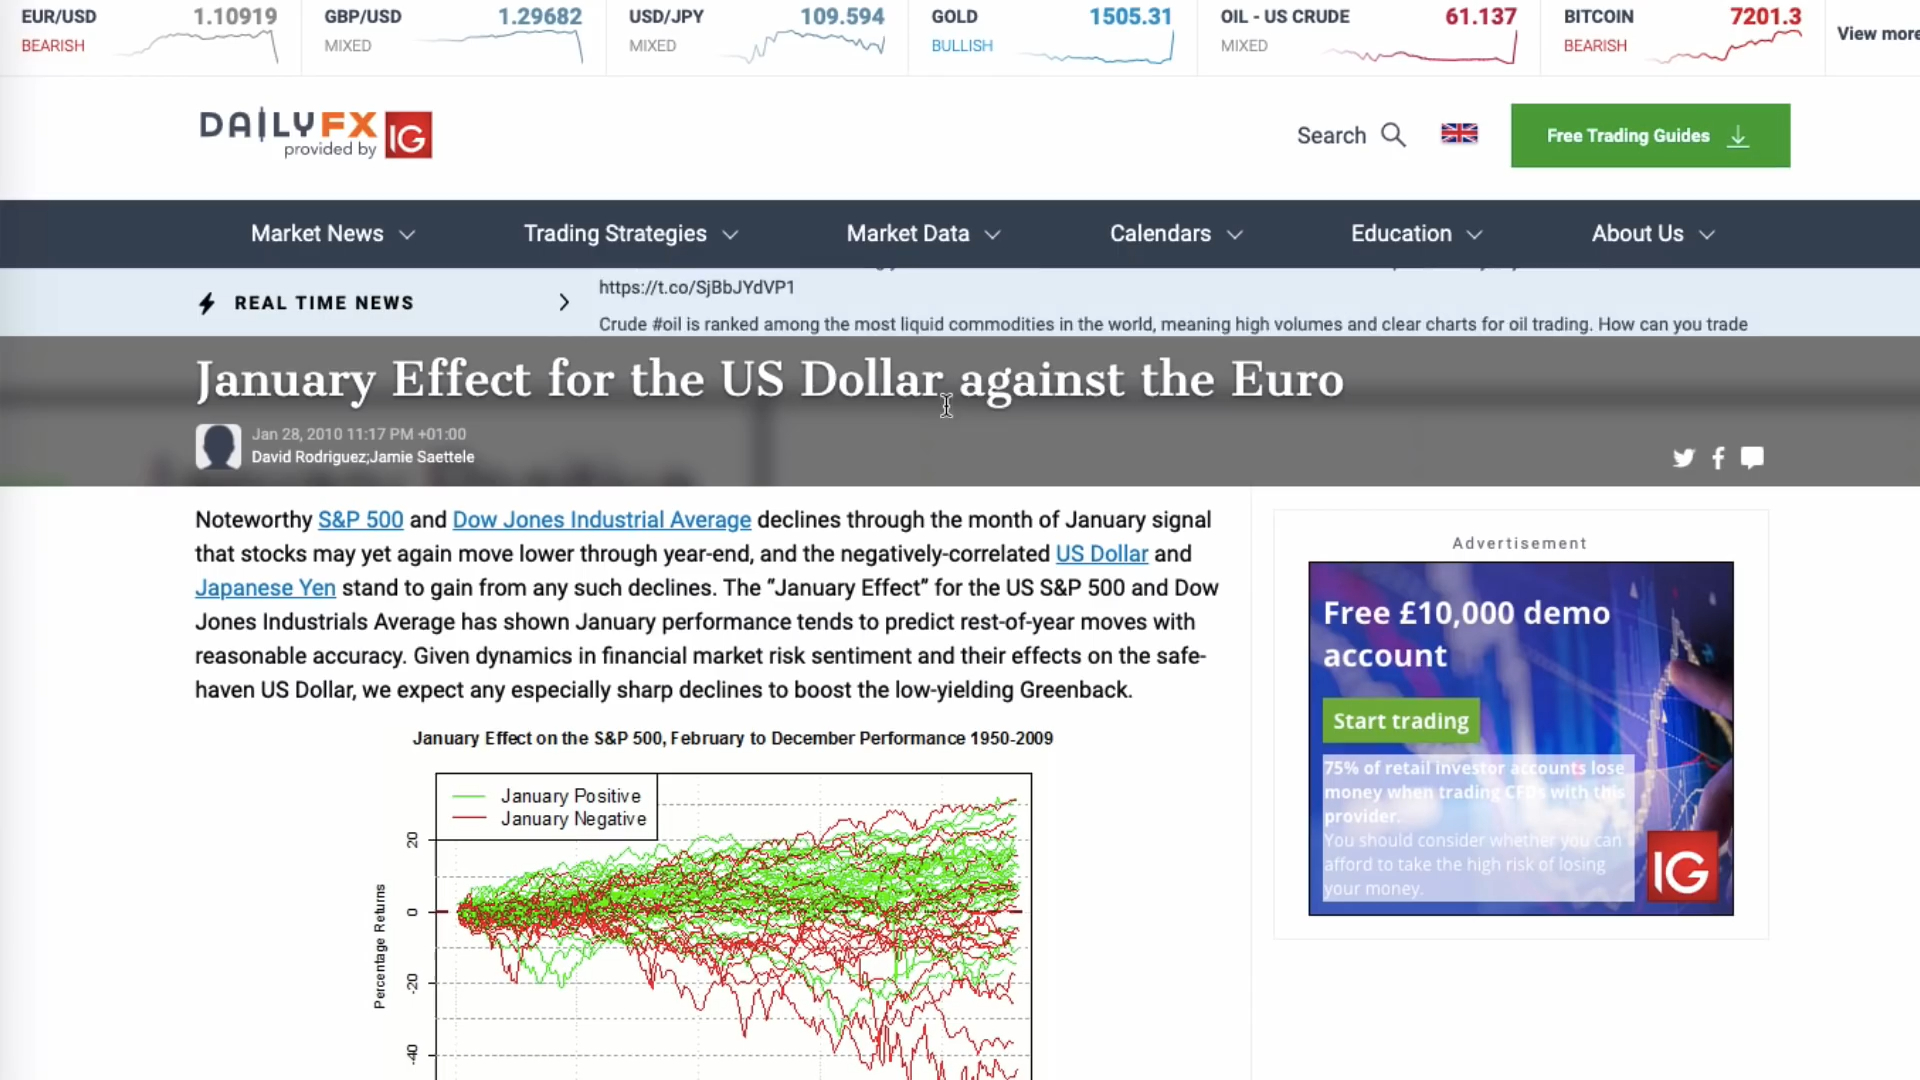 EUR/USD 1.10919 GBP/USD 1.29682 USD/JPY 109.594 GOLD 1505.31 OIL - US CRUDE 61.137 BITCOIN 7201.3
BEARISH MIXED MIXED BULLISH MIXED BEARISH
View more
DAILYFX
provided by IG
Search
Free Trading Guides
Market News Trading Strategies Market Data Calendars Education About Us
REAL TIME NEWS
https://t.co/SjBbJYdVP1
Crude #oil is ranked among the most liquid commodities in the world, meaning high volumes and clear charts for oil trading. How can you trade
January Effect for the US Dollar against the Euro
Jan 28, 2010 11:17 PM +01:00
David Rodriguez;Jamie Saettele
Noteworthy S&P 500 and Dow Jones Industrial Average declines through the month of January signal
that stocks may yet again move lower through year-end, and the negatively-correlated US Dollar and
Japanese Yen stand to gain from any such declines. The “January Effect” for the US S&P 500 and Dow
Jones Industrials Average has shown January performance tends to predict rest-of-year moves with
reasonable accuracy. Given dynamics in financial market risk sentiment and their effects on the safe-
haven US Dollar, we expect any especially sharp declines to boost the low-yielding Greenback.
January Effect on the S&P 500, February to December Performance 1950-2009
January Positive
January Negative
Percentage Returns
20
0
-20
-40
Advertisement
Free £10,000 demo
account
Start trading
75% of retail investor accounts lose
money when trading CFDs with this
provider.
You should consider whether you can
afford to take the high risk of losing
your money.
IG